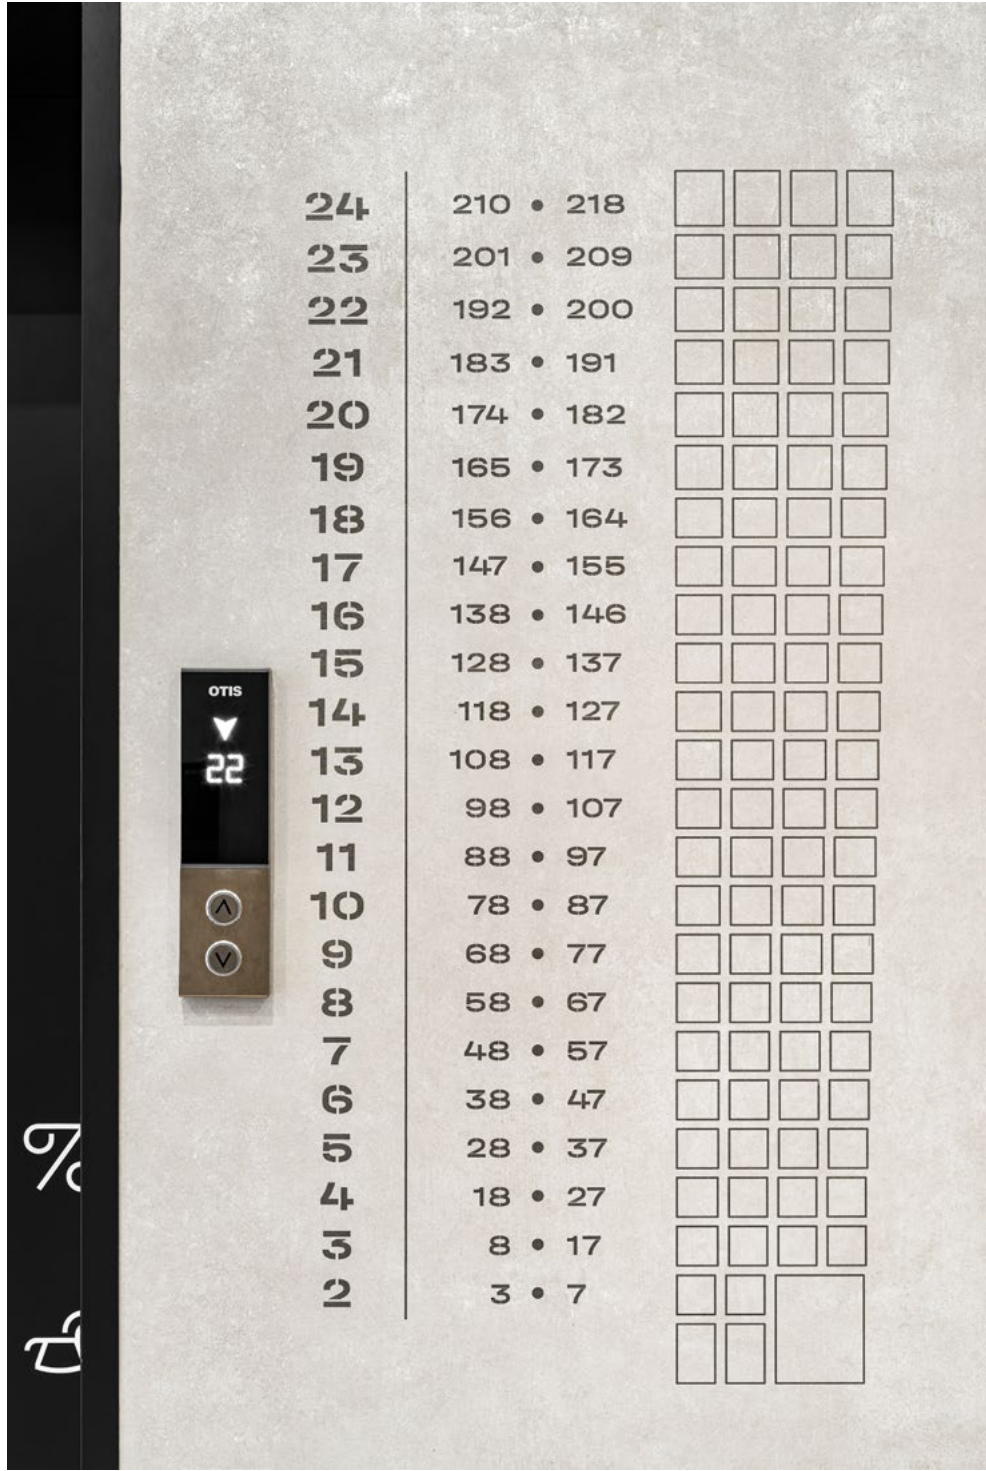 24 210 • 218
23 201 • 209
22 192 • 200
21 183 • 191
20 174 • 182
19 165 • 173
18 156 • 164
17 147 • 155
16 138 • 146
15 128 • 137
OTIS
14 118 • 127
22
13 108 • 117
12 98 • 107
11 88 • 97
10 78 • 87
9 68 • 77
8 58 • 67
7 48 • 57
6 38 • 47
5 28 • 37
%
4 18 • 27
3 8 • 17
2 3 • 7